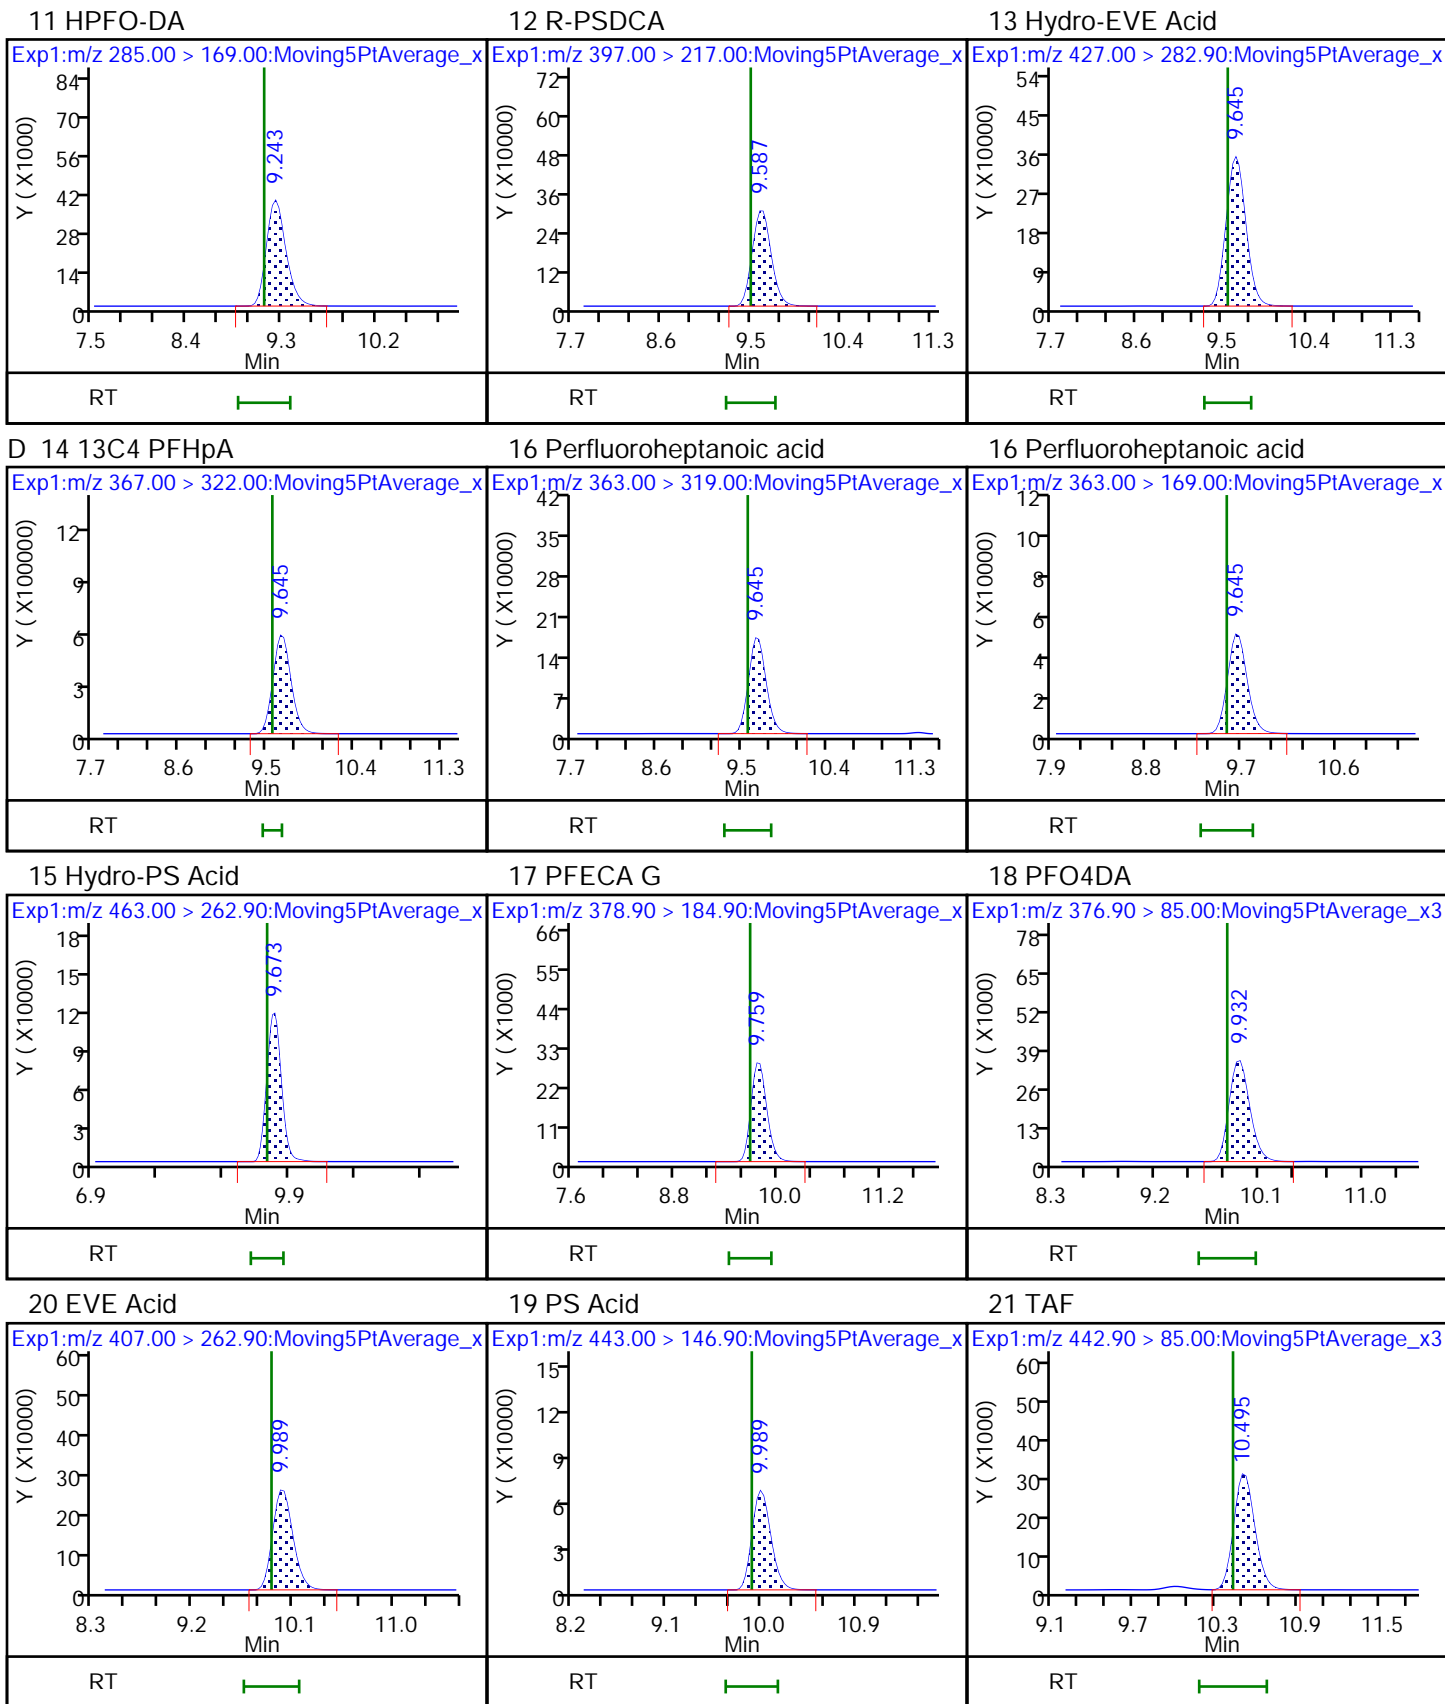 11 HPFO-DA
Exp1:m/z 285.00 > 169.00:Moving5PtAverage_x
Y ( X1000)
84
70
56
42
28
14
0
9.243
7.5 8.4 9.3 10.2
Min
RT
12 R-PSDCA
Exp1:m/z 397.00 > 217.00:Moving5PtAverage_x
Y ( X10000)
72
60
48
36
24
12
0
9.587
7.7 8.6 9.5 10.4 11.3
Min
RT
13 Hydro-EVE Acid
Exp1:m/z 427.00 > 282.90:Moving5PtAverage_x
Y ( X10000)
54
45
36
27
18
9
0
9.645
7.7 8.6 9.5 10.4 11.3
Min
RT
D 14 13C4 PFHpA
Exp1:m/z 367.00 > 322.00:Moving5PtAverage_x
Y ( X100000)
12
9
6
3
0
9.645
7.7 8.6 9.5 10.4 11.3
Min
RT
16 Perfluoroheptanoic acid
Exp1:m/z 363.00 > 319.00:Moving5PtAverage_x
Y ( X10000)
42
35
28
21
14
7
0
9.645
7.7 8.6 9.5 10.4 11.3
Min
RT
16 Perfluoroheptanoic acid
Exp1:m/z 363.00 > 169.00:Moving5PtAverage_x
Y ( X10000)
12
10
8
6
4
2
0
9.645
7.9 8.8 9.7 10.6
Min
RT
15 Hydro-PS Acid
Exp1:m/z 463.00 > 262.90:Moving5PtAverage_x
Y ( X10000)
18
15
12
9
6
3
0
9.673
6.9 9.9
Min
RT
17 PFECA G
Exp1:m/z 378.90 > 184.90:Moving5PtAverage_x
Y ( X1000)
66
55
44
33
22
11
0
9.759
7.6 8.8 10.0 11.2
Min
RT
18 PFO4DA
Exp1:m/z 376.90 > 85.00:Moving5PtAverage_x3
Y ( X1000)
78
65
52
39
26
13
0
9.932
8.3 9.2 10.1 11.0
Min
RT
20 EVE Acid
Exp1:m/z 407.00 > 262.90:Moving5PtAverage_x
Y ( X10000)
60
50
40
30
20
10
0
9.989
8.3 9.2 10.1 11.0
Min
RT
19 PS Acid
Exp1:m/z 443.00 > 146.90:Moving5PtAverage_x
Y ( X10000)
15
12
9
6
3
0
9.989
8.2 9.1 10.0 10.9
Min
RT
21 TAF
Exp1:m/z 442.90 > 85.00:Moving5PtAverage_x3
Y ( X1000)
60
50
40
30
20
10
0
10.495
9.1 9.7 10.3 10.9 11.5
Min
RT